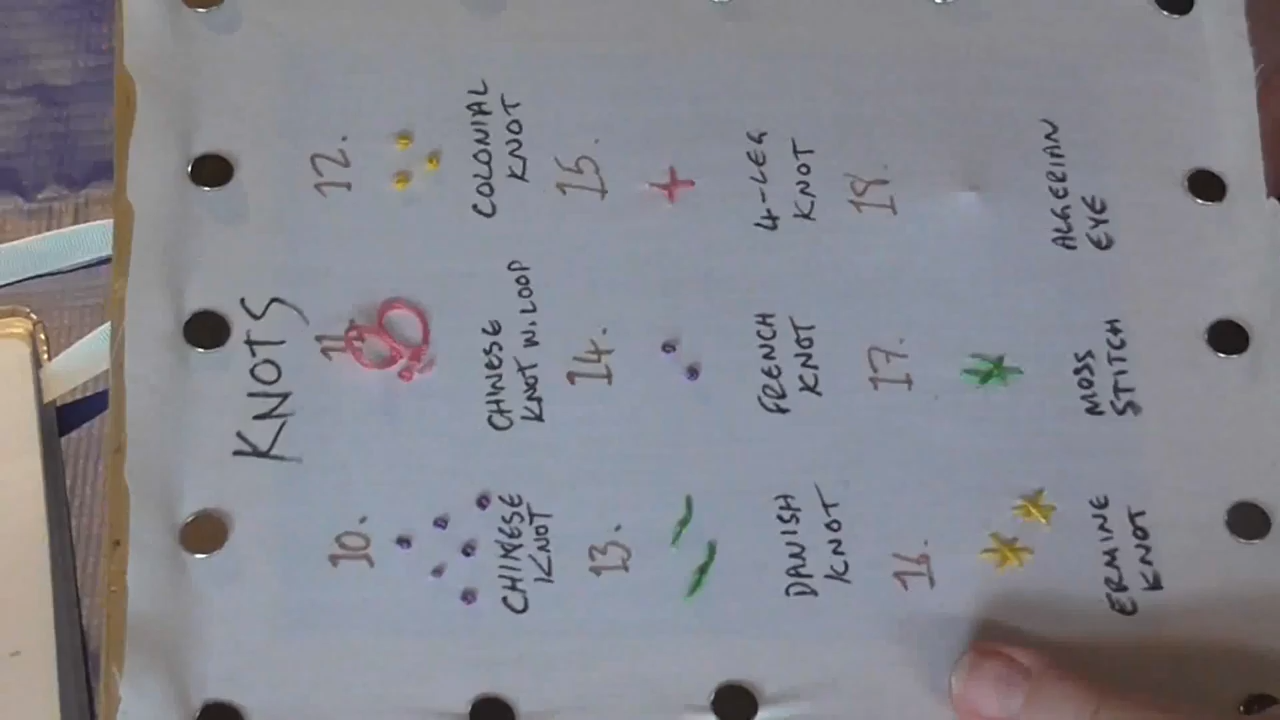 KNOTS
10.
11.
12.
CHINESE
KNOT
CHINESE
KNOT W. LOOP
COLONIAL
KNOT
13.
14.
15.
DANISH
KNOT
FRENCH
KNOT
4-LEG
KNOT
16.
17.
18.
ERMINE
KNOT
MOSS
STITCH
ALGERIAN
EYE